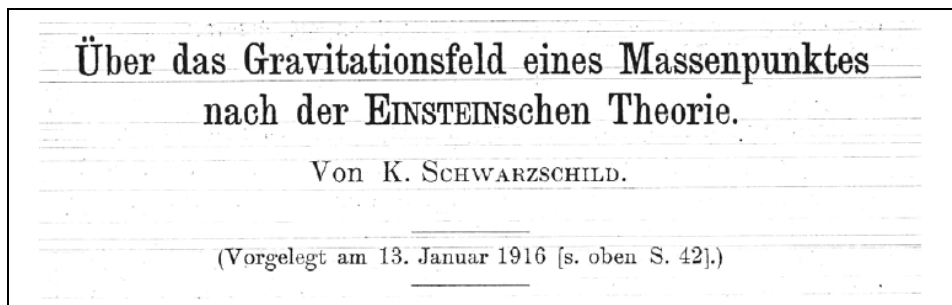 Über das Gravitationsfeld eines Massenpunktes
nach der EINSTEINschen Theorie.
Von K. SCHWARZSCHILD.
(Vorgelegt am 13. Januar 1916 [s. oben S. 42].)